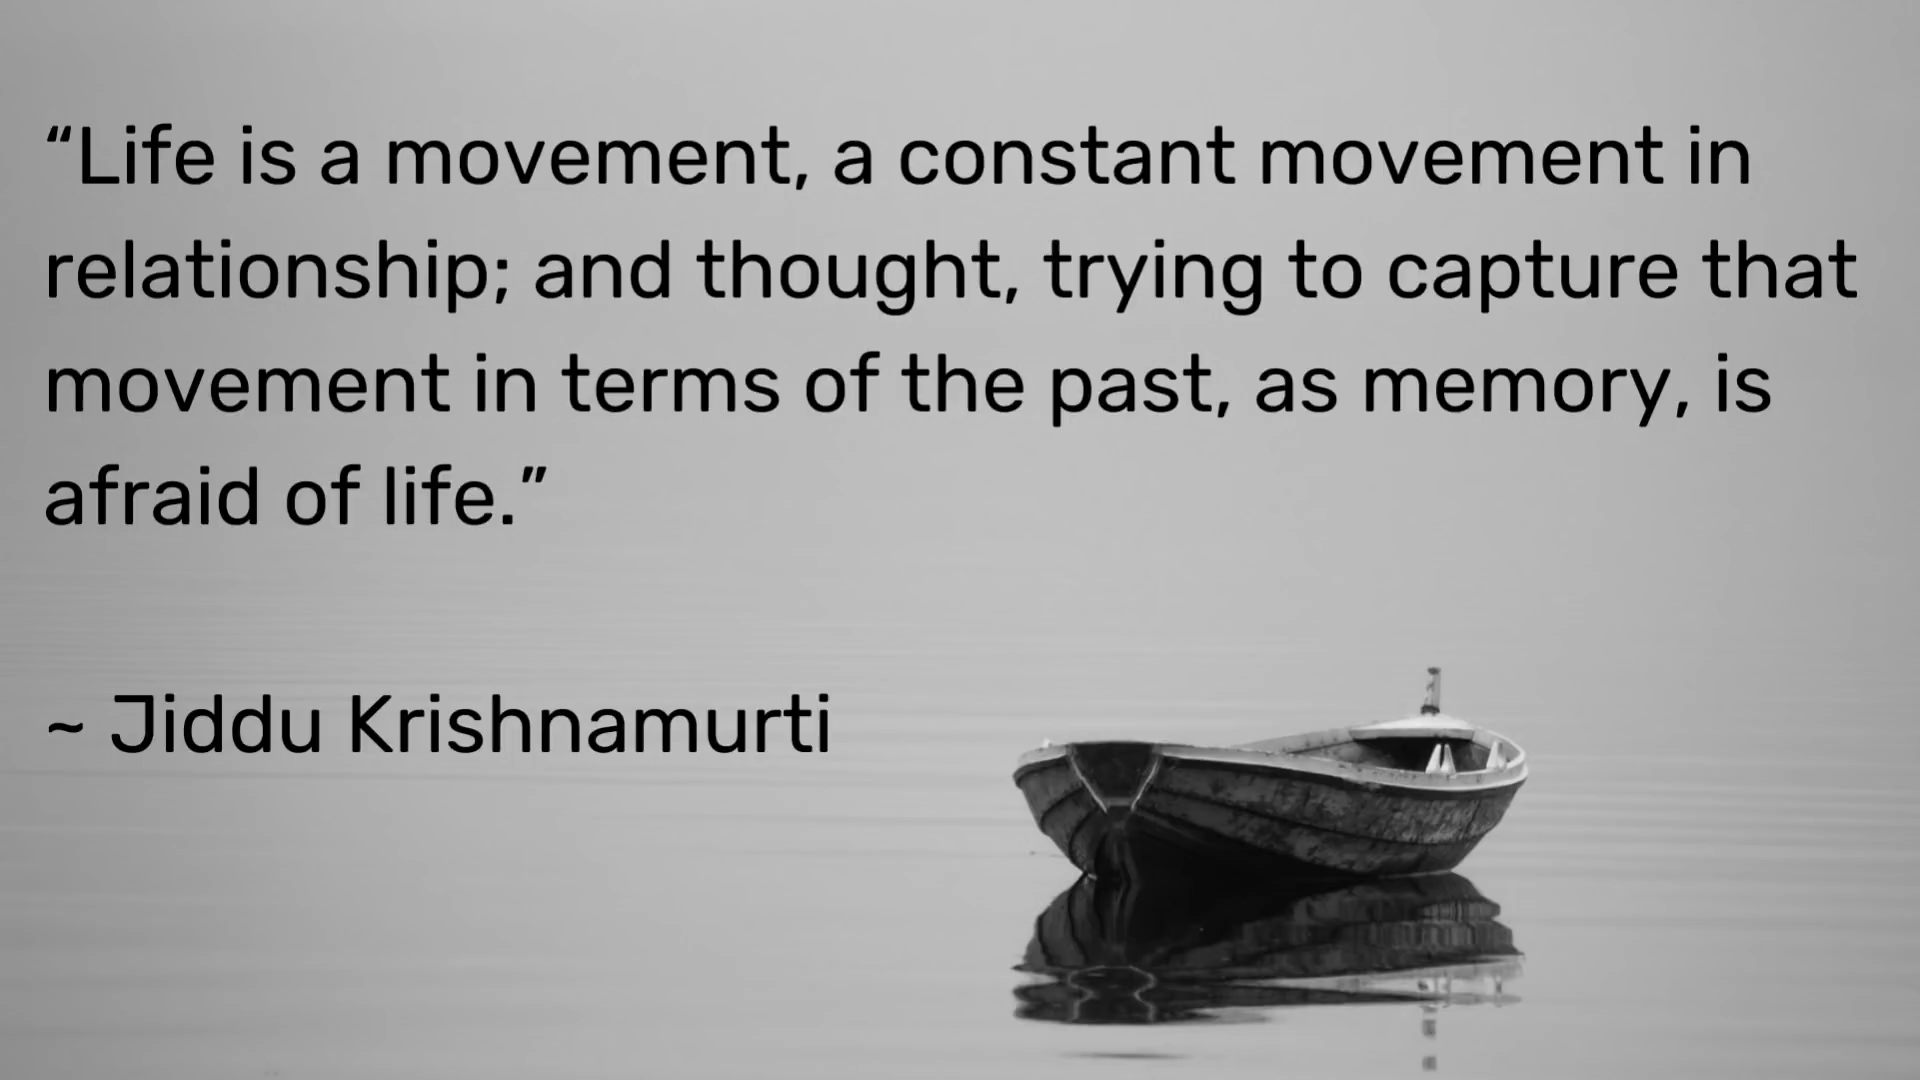 “Life is a movement, a constant movement in
relationship; and thought, trying to capture that
movement in terms of the past, as memory, is
afraid of life.”
~ Jiddu Krishnamurti